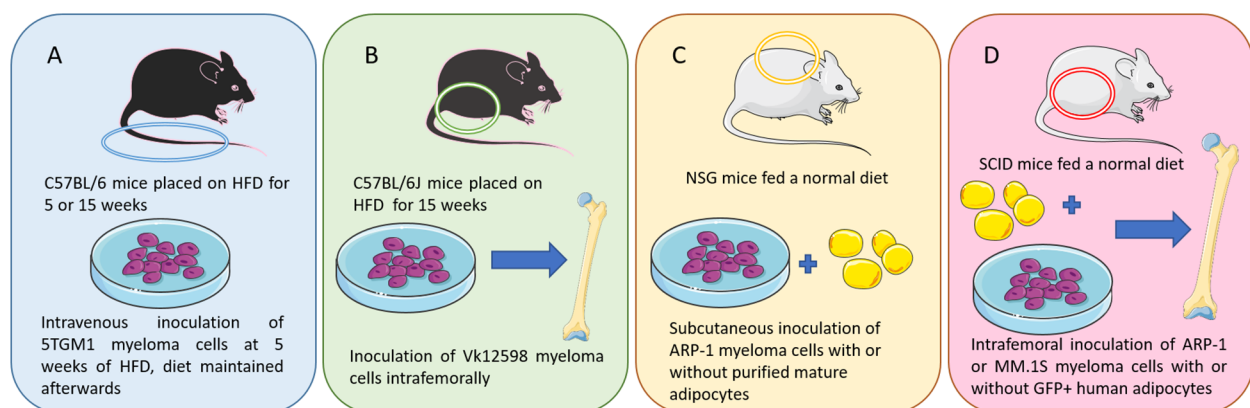 A
C57BL/6 mice placed on HFD for
5 or 15 weeks
Intravenous inoculation of
5TGM1 myeloma cells at 5
weeks of HFD, diet maintained
afterwards
B
C57BL/6J mice placed on
HFD for 15 weeks
Inoculation of Vk12598 myeloma
cells intrafemorally
C
NSG mice fed a normal diet
Subcutaneous inoculation of
ARP-1 myeloma cells with or
without purified mature
adipocytes
D
SCID mice fed a normal diet
Intrafemoral inoculation of ARP-1
or MM.1S myeloma cells with or
without GFP+ human adipocytes